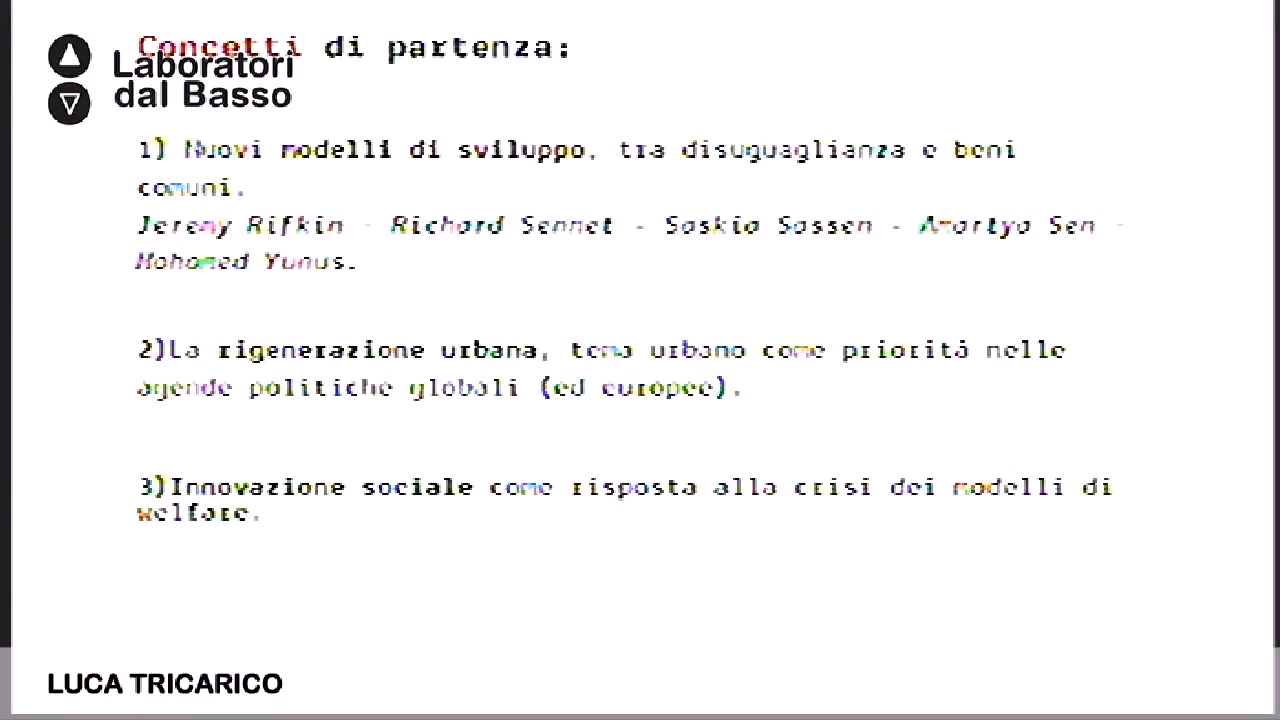 Concetti di partenza:
Laboratori
dal Basso
1) Nuovi modelli di sviluppo, tra disuguaglianza e beni
comuni.
Jeremy Rifkin - Richard Sennet - Saskia Sassen - Amartya Sen -
Mohamed Yunus.
2)La rigenerazione urbana, tema urbano come priorità nelle
agende politiche globali (ed europee).
3)Innovazione sociale come risposta alla crisi dei modelli di
welfare.
LUCA TRICARICO